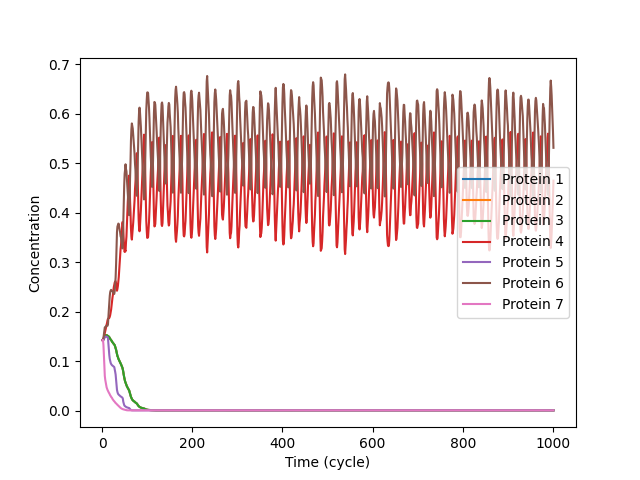 0.7
0.6
0.5
0.4
0.3
0.2
0.1
0.0
Concentration
0
200
400
600
800
1000
Time (cycle)
Protein 1
Protein 2
Protein 3
Protein 4
Protein 5
Protein 6
Protein 7